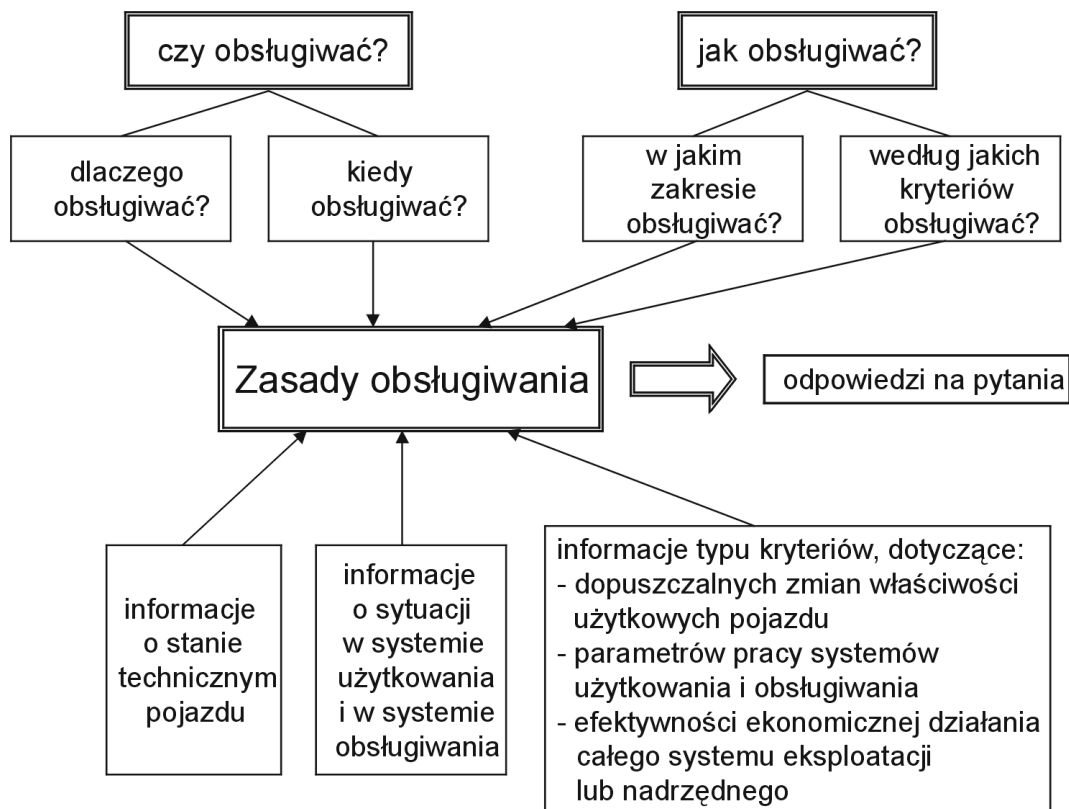 czy obsługiwać?
jak obsługiwać?
dlaczego
obsługiwać?
kiedy
obsługiwać?
w jakim
zakresie
obsługiwać?
według jakich
kryteriów
obsługiwać?
Zasady obsługiwania
odpowiedzi na pytania
informacje
o stanie
technicznym
pojazdu
informacje
o sytuacji
w systemie
użytkowania
i w systemie
obsługiwania
informacje typu kryteriów, dotyczące:
- dopuszczalnych zmian właściwości
użytkowych pojazdu
- parametrów pracy systemów
użytkowania i obsługiwania
- efektywności ekonomicznej działania
całego systemu eksploatacji
lub nadrzędnego